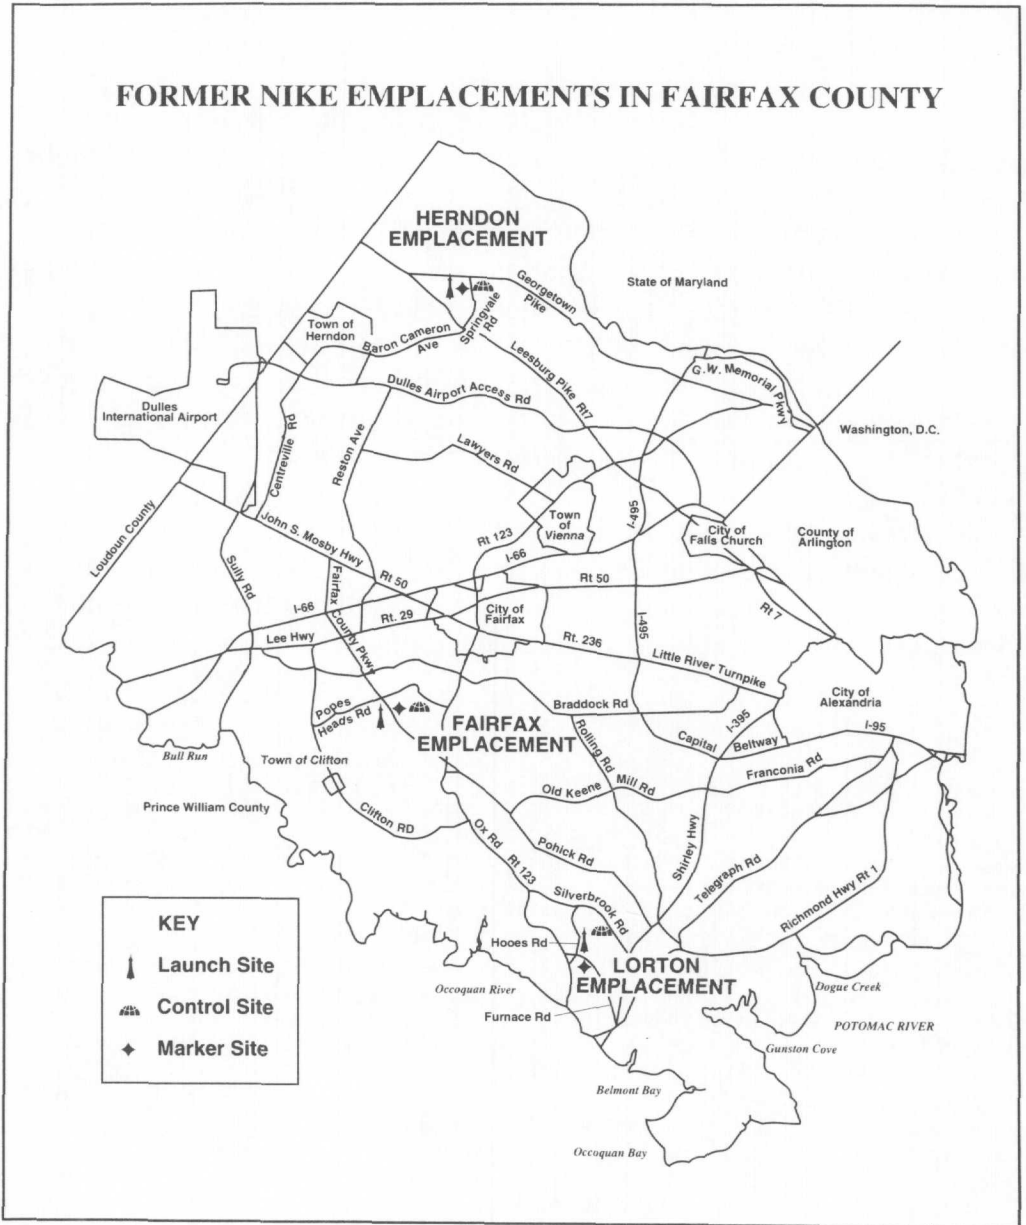 FORMER NIKE EMPLACEMENTS IN FAIRFAX COUNTY
HERNDON
EMPLACEMENT
State of Maryland
Georgetown
Pike
Springvale
Rd
Town of
Herndon
Baron Cameron
Ave
Leesburg Pike Rt7
G.W. Memorial Pkwy
Dulles Airport Access Rd
Dulles
International Airport
Washington, D.C.
Centreville Rd
Reston Ave
Lawyers Rd
Loudoun County
John S. Mosby Hwy
Rt 50
Town
of
Vienna
I-495
City of
Falls Church
County of
Arlington
Rt 123
I-66
Sully Rd
Fairfax
County Pkwy
Rt 50
Rt 7
I-66
Rt. 29
City of
Fairfax
Lee Hwy
Rt. 236
I-495
Little River Turnpike
City of
Alexandria
Popes
Heads Rd
Braddock Rd
I-395
I-95
FAIRFAX
EMPLACEMENT
Capital
Beltway
Rolling Rd
Bull Run
Town of Clifton
Franconia Rd
Old Keene
Mill Rd
Prince William County
Clifton RD
Ox Rd
Rt 123
Pohick Rd
Shirley Hwy
Telegraph Rd
Richmond Hwy Rt 1
Silverbrook Rd
Hooes Rd
LORTON
EMPLACEMENT
Occoquan River
Furnace Rd
Dogue Creek
POTOMAC RIVER
Gunston Cove
Belmont Bay
Occoquan Bay
KEY
Launch Site
Control Site
Marker Site